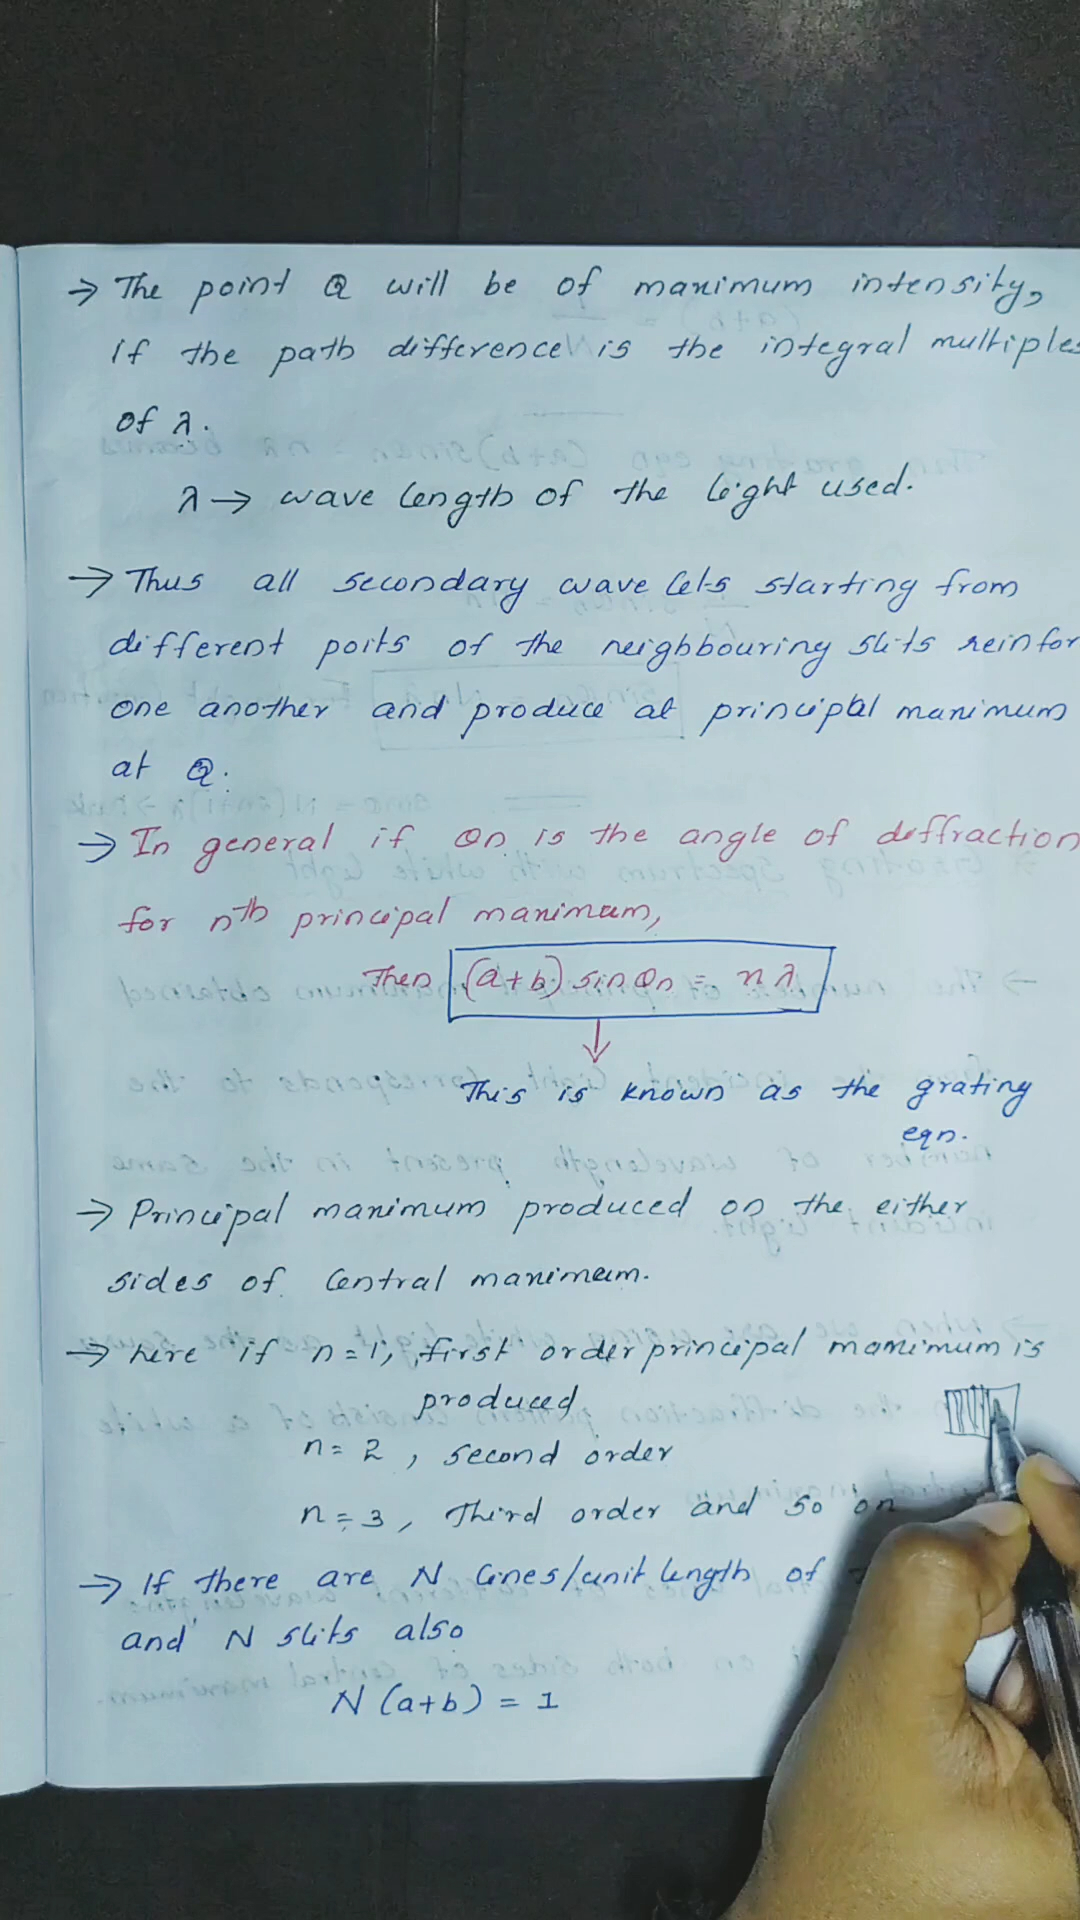 → The point Q will be of maximum intensity,
if the path difference is the integral multiples
of λ.
λ → wave length of the light used.
→ Thus all secondary wavelets starting from
different poits of the neighbouring slits reinfor
one another and produce at principal maximum
at Q.
→ In general if θn is the angle of diffraction
for nth principal maximum,
Then (a+b) sin θn = nλ
↓
This is known as the grating
eqn.
→ Principal maximum produced on the either
sides of central maximum.
→ here if n=1, first order principal maximum is
produced
n=2, second order
n=3, Third order and so on
→ If there are N lines/unit length of
and N slits also
N (a+b) = 1